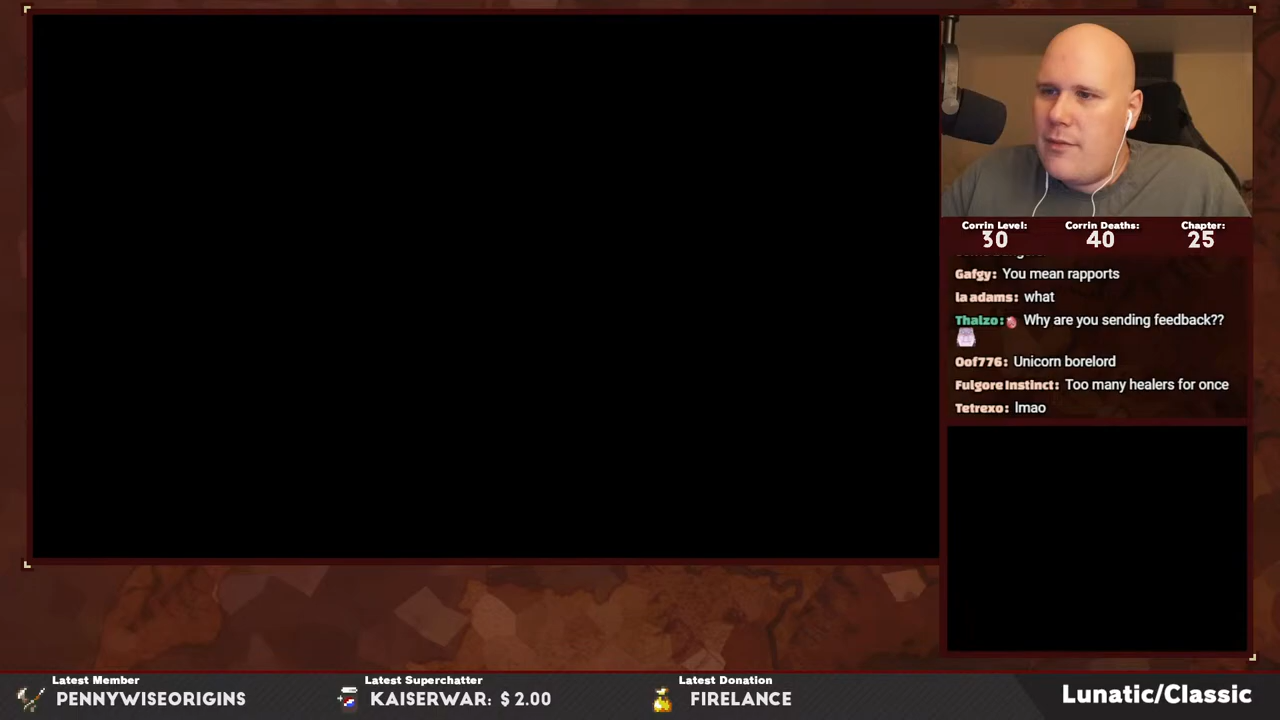 Corrin Level: Corrin Deaths: Chapter:
30 40 25
Gafgy: You mean rapports
la adams: what
Thalzo: Why are you sending feedback??
Oof776: Unicorn borelord
Fulgore Instinct: Too many healers for once
Tetrexo: lmao
Latest Member Latest Superchatter Latest Donation
PENNYWISEORIGINS KAISERWAR: $ 2.00 FIRELANCE
Lunatic/Classic